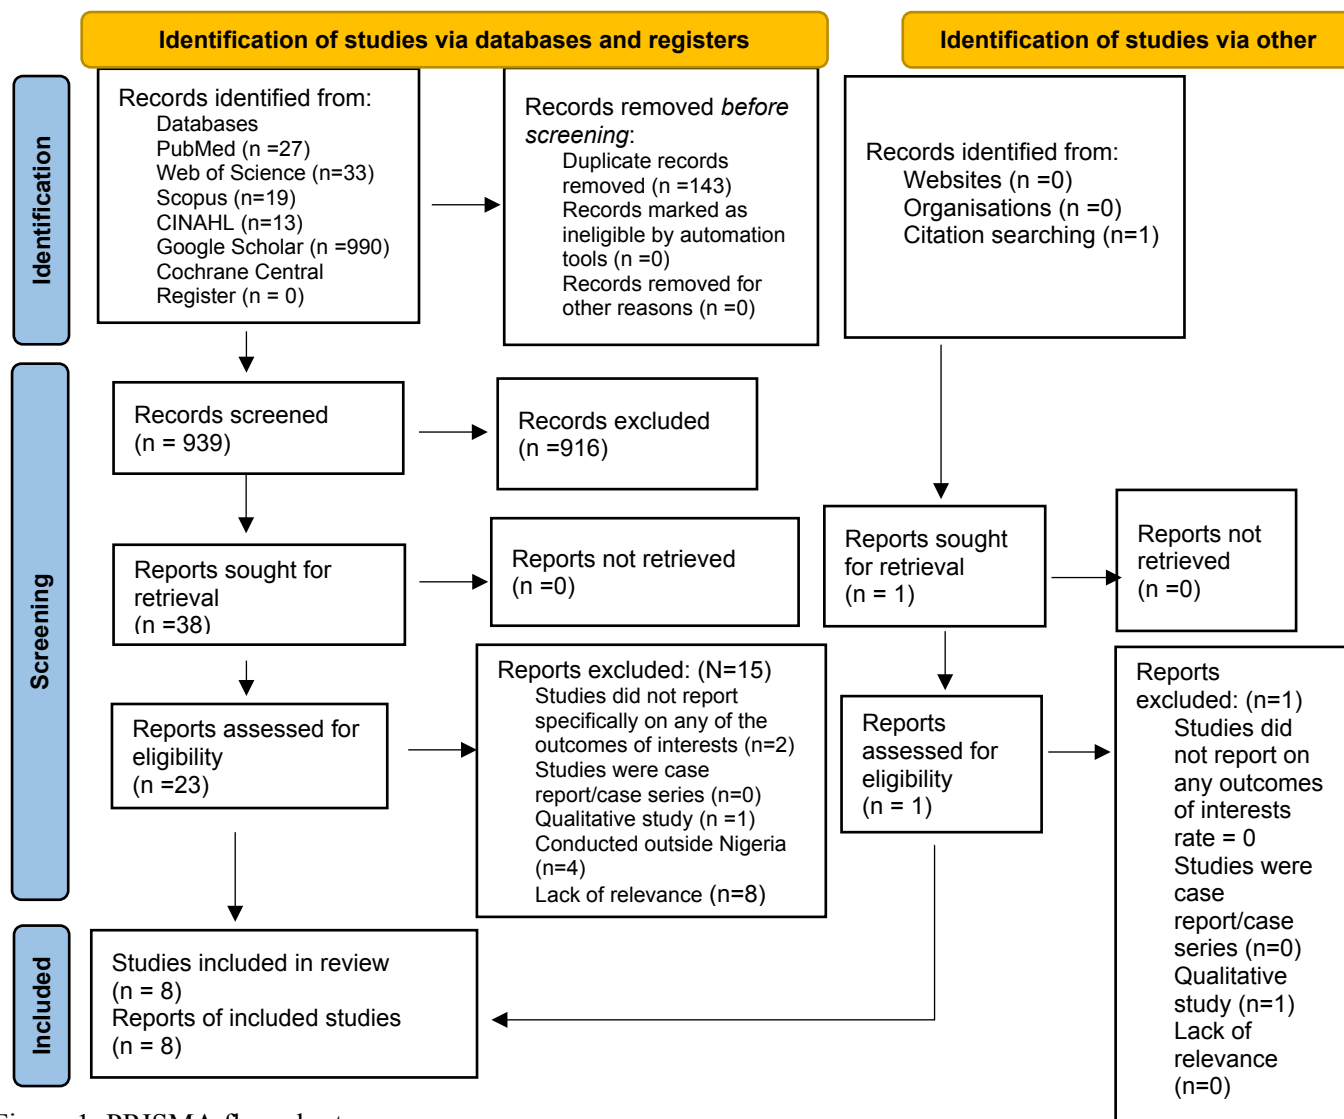 Identification of studies via databases and registers
Identification of studies via other
Identification
Records identified from:
Databases
PubMed (n =27)
Web of Science (n=33)
Scopus (n=19)
CINAHL (n=13)
Google Scholar (n =990)
Cochrane Central
Register (n = 0)
Records removed before
screening:
Duplicate records
removed (n =143)
Records marked as
ineligible by automation
tools (n =0)
Records removed for
other reasons (n =0)
Records identified from:
Websites (n =0)
Organisations (n =0)
Citation searching (n=1)
Screening
Records screened
(n = 939)
Records excluded
(n =916)
Reports sought for
retrieval
(n =38)
Reports not retrieved
(n =0)
Reports sought
for retrieval
(n = 1)
Reports not
retrieved
(n =0)
Reports assessed for
eligibility
(n =23)
Reports excluded: (N=15)
Studies did not report
specifically on any of the
outcomes of interests (n=2)
Studies were case
report/case series (n=0)
Qualitative study (n =1)
Conducted outside Nigeria
(n=4)
Lack of relevance (n=8)
Reports
assessed for
eligibility
(n = 1)
Reports
excluded: (n=1)
Studies did
not report on
any outcomes
of interests
rate = 0
Studies were
case
report/case
series (n=0)
Qualitative
study (n=1)
Lack of
relevance
(n=0)
Included
Studies included in review
(n = 8)
Reports of included studies
(n = 8)